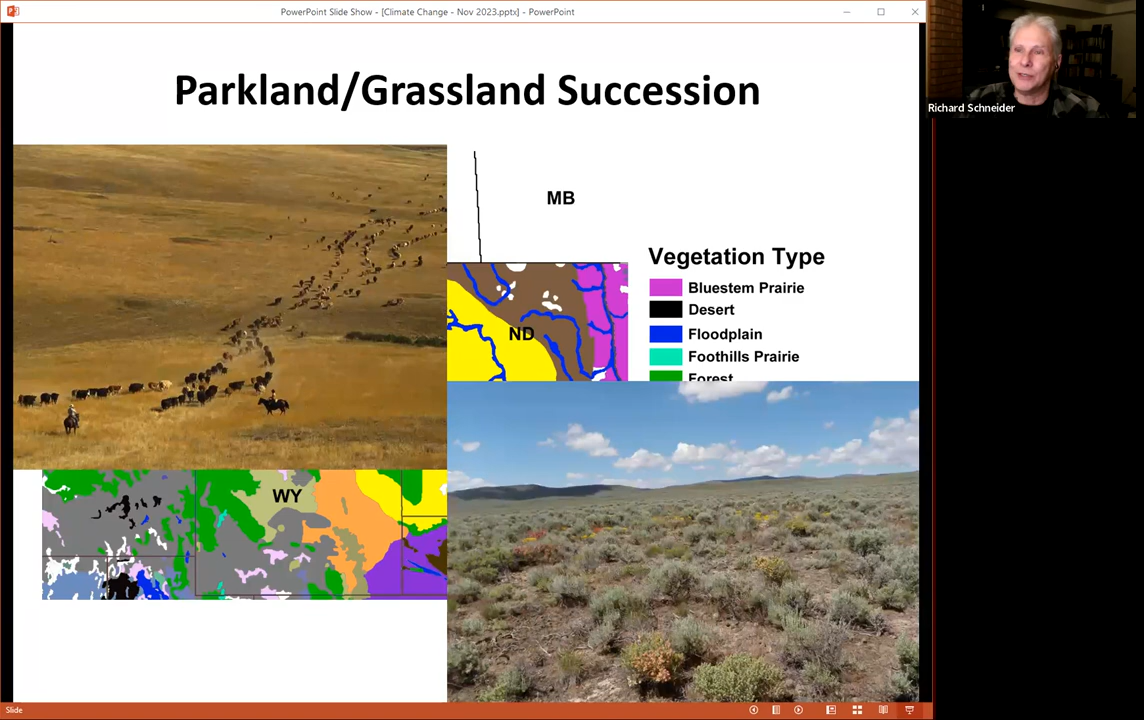 PowerPoint Slide Show - [Climate Change - Nov 2023.pptx] - PowerPoint
Richard Schneider
Parkland/Grassland Succession
MB
Vegetation Type
Bluestem Prairie
Desert
ND
Floodplain
Foothills Prairie
Forest
WY
Slide